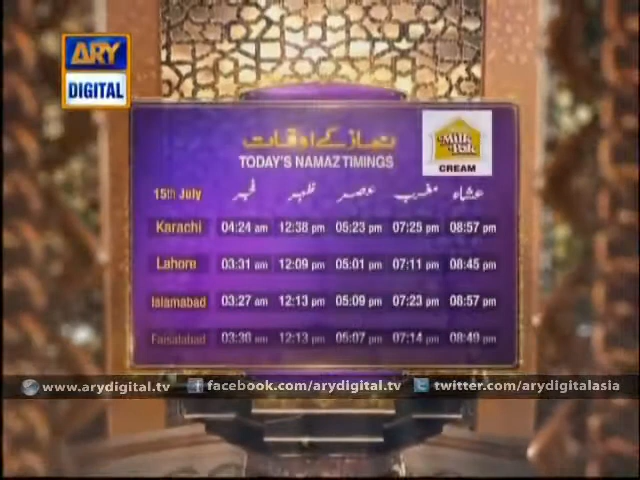 ARY
DIGITAL
نماز کے اوقات
TODAY'S NAMAZ TIMINGS
Milk Pak
CREAM
15th July فجر ظہر عصر مغرب عشاء
Karachi 04:24 am 12:38 pm 05:23 pm 07:25 pm 08:57 pm
Lahore 03:31 am 12:09 pm 05:01 pm 07:11 pm 08:45 pm
Islamabad 03:27 am 12:13 pm 05:09 pm 07:23 pm 08:57 pm
Faisalabad 03:38 am 12:13 pm 05:07 pm 07:14 pm 08:49 pm
www.arydigital.tv facebook.com/arydigital.tv twitter.com/arydigitalasia